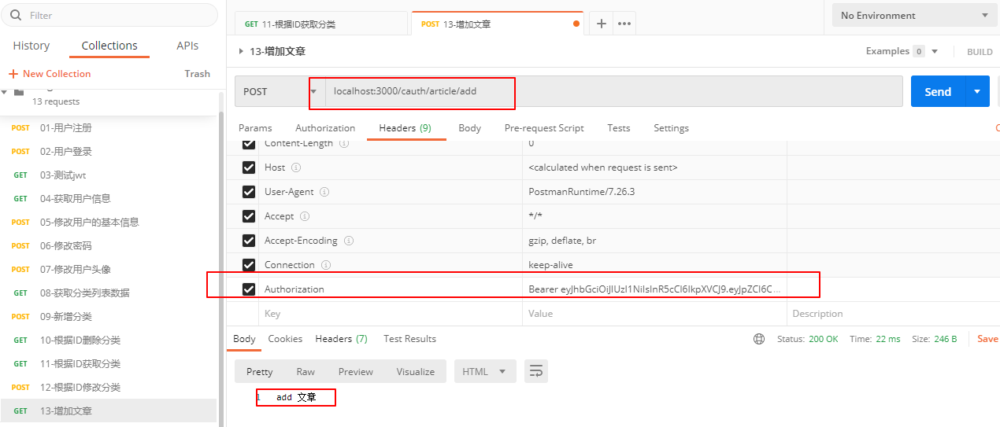 Filter
History Collections APIs
New Collection Trash
13 requests
POST 01-用户注册
POST 02-用户登录
GET 03-测试jwt
GET 04-获取用户信息
POST 05-修改用户的基本信息
POST 06-修改密码
POST 07-修改用户头像
GET 08-获取分类列表数据
POST 09-新增分类
GET 10-根据ID删除分类
GET 11-根据ID获取分类
POST 12-根据ID修改分类
GET 13-增加文章
GET 11-根据ID获取分类 POST 13-增加文章 No Environment
13-增加文章 Examples 0 BUILD
POST localhost:3000/cauth/article/add Send
Params Authorization Headers (9) Body Pre-request Script Tests Settings
Content-Length 0
Host <calculated when request is sent>
User-Agent PostmanRuntime/7.26.3
Accept */*
Accept-Encoding gzip, deflate, br
Connection keep-alive
Authorization Bearer eyJhbGciOiJIUzI1NiIsInR5cCI6IkpXVCJ9.eyJpZCI6C...
Key Value Description
Body Cookies Headers (7) Test Results Status: 200 OK Time: 22 ms Size: 246 B Save
Pretty Raw Preview Visualize HTML
1 add 文章